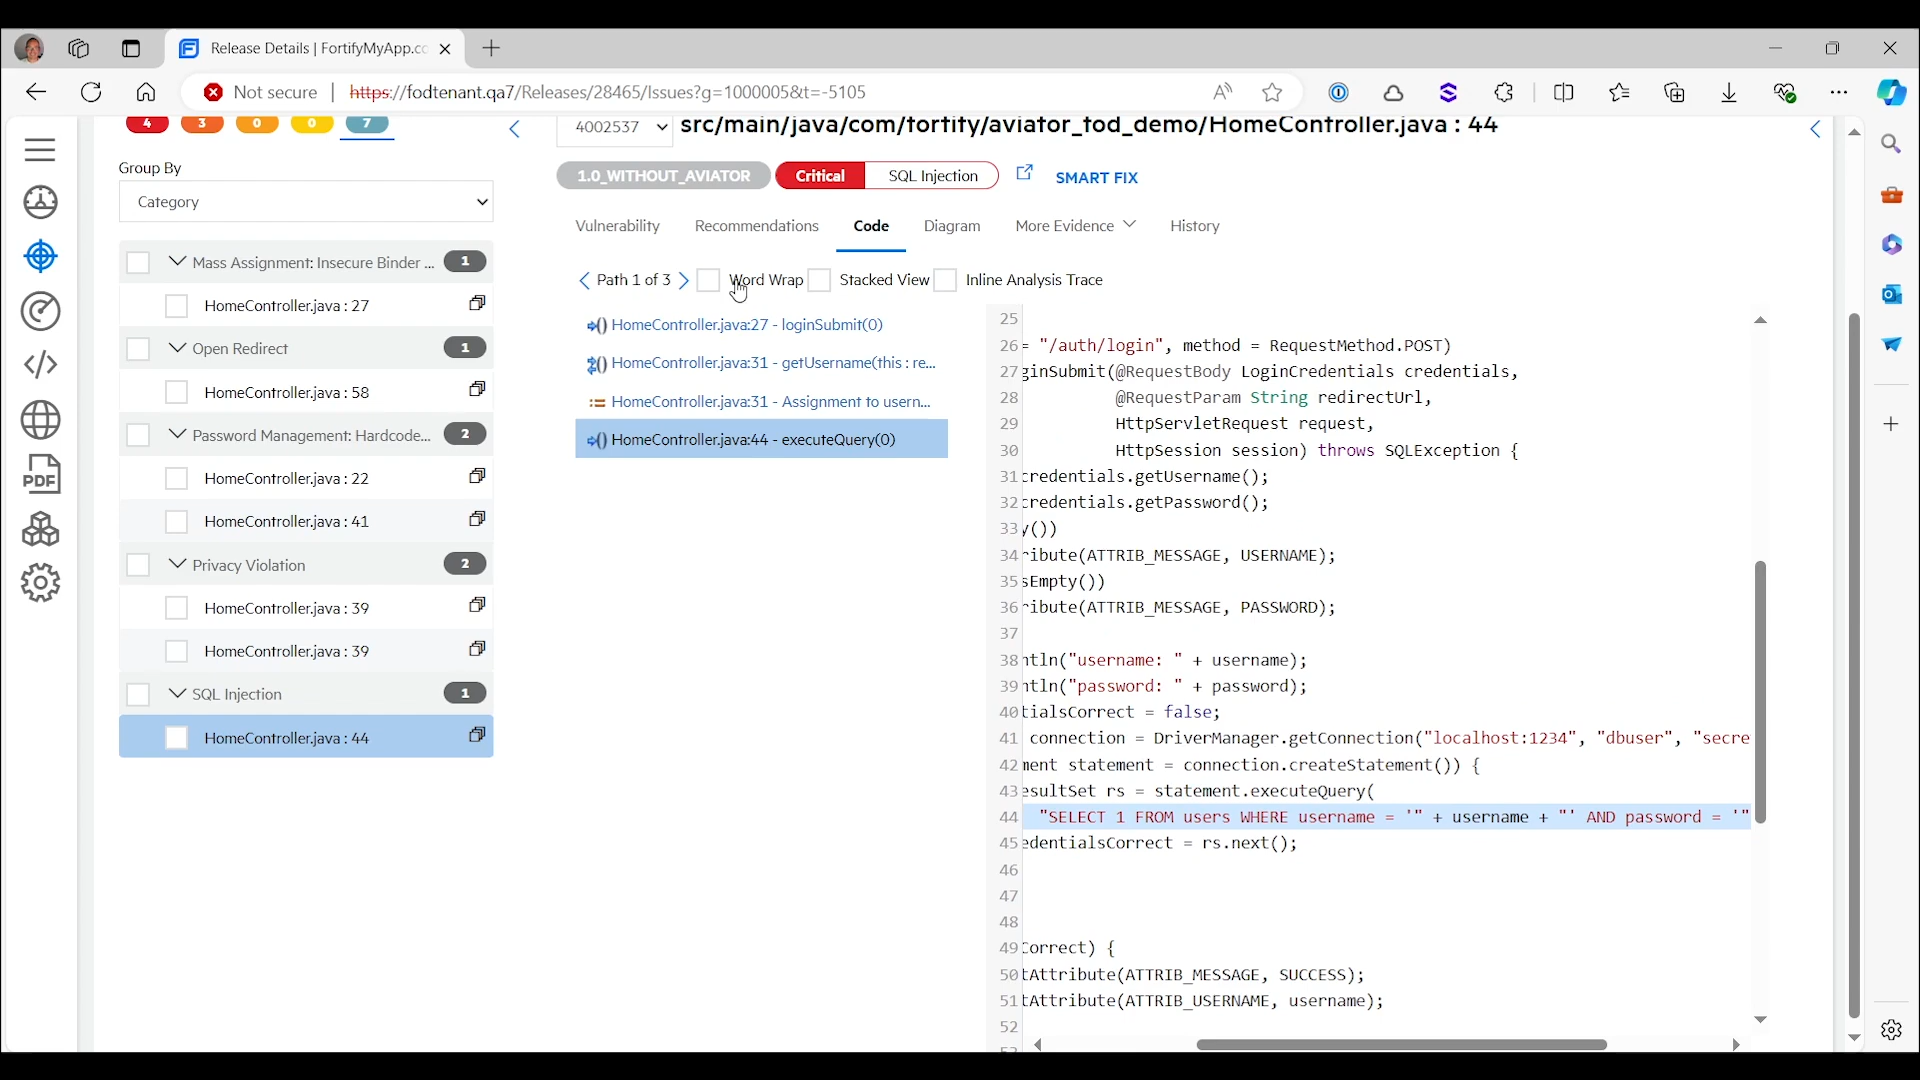 Release Details | FortifyMyApp.co
Not secure
https://fodtenant.qa7/Releases/28465/Issues?g=1000005&t=-5105
4
3
0
0
7
4002537
src/main/java/com/fortify/aviator_fod_demo/HomeController.java : 44
Group By
Category
1.0_WITHOUT_AVIATOR
Critical
SQL Injection
SMART FIX
Vulnerability
Recommendations
Code
Diagram
More Evidence
History
Path 1 of 3
Word Wrap
Stacked View
Inline Analysis Trace
Mass Assignment: Insecure Binder ...
1
HomeController.java : 27
Open Redirect
1
HomeController.java : 58
Password Management: Hardcode...
2
HomeController.java : 22
HomeController.java : 41
Privacy Violation
2
HomeController.java : 39
HomeController.java : 39
SQL Injection
1
HomeController.java : 44
PDF
HomeController.java:27 - loginSubmit(0)
HomeController.java:31 - getUsername(this : re...
HomeController.java:31 - Assignment to usern...
HomeController.java:44 - executeQuery(0)
25
26 = "/auth/login", method = RequestMethod.POST)
27 ginSubmit(@RequestBody LoginCredentials credentials,
28 @RequestParam String redirectUrl,
29 HttpServletRequest request,
30 HttpSession session) throws SQLException {
31 credentials.getUsername();
32 credentials.getPassword();
33 y())
34 ribute(ATTRIB_MESSAGE, USERNAME);
35 sEmpty())
36 ribute(ATTRIB_MESSAGE, PASSWORD);
37
38 ntln("username: " + username);
39 ntln("password: " + password);
40 tialsCorrect = false;
41 connection = DriverManager.getConnection("localhost:1234", "dbuser", "secre
42 ment statement = connection.createStatement()) {
43 esultSet rs = statement.executeQuery(
44 "SELECT 1 FROM users WHERE username = '" + username + "' AND password = '"
45 edentialsCorrect = rs.next();
46
47
48
49 Correct) {
50 tAttribute(ATTRIB_MESSAGE, SUCCESS);
51 tAttribute(ATTRIB_USERNAME, username);
52